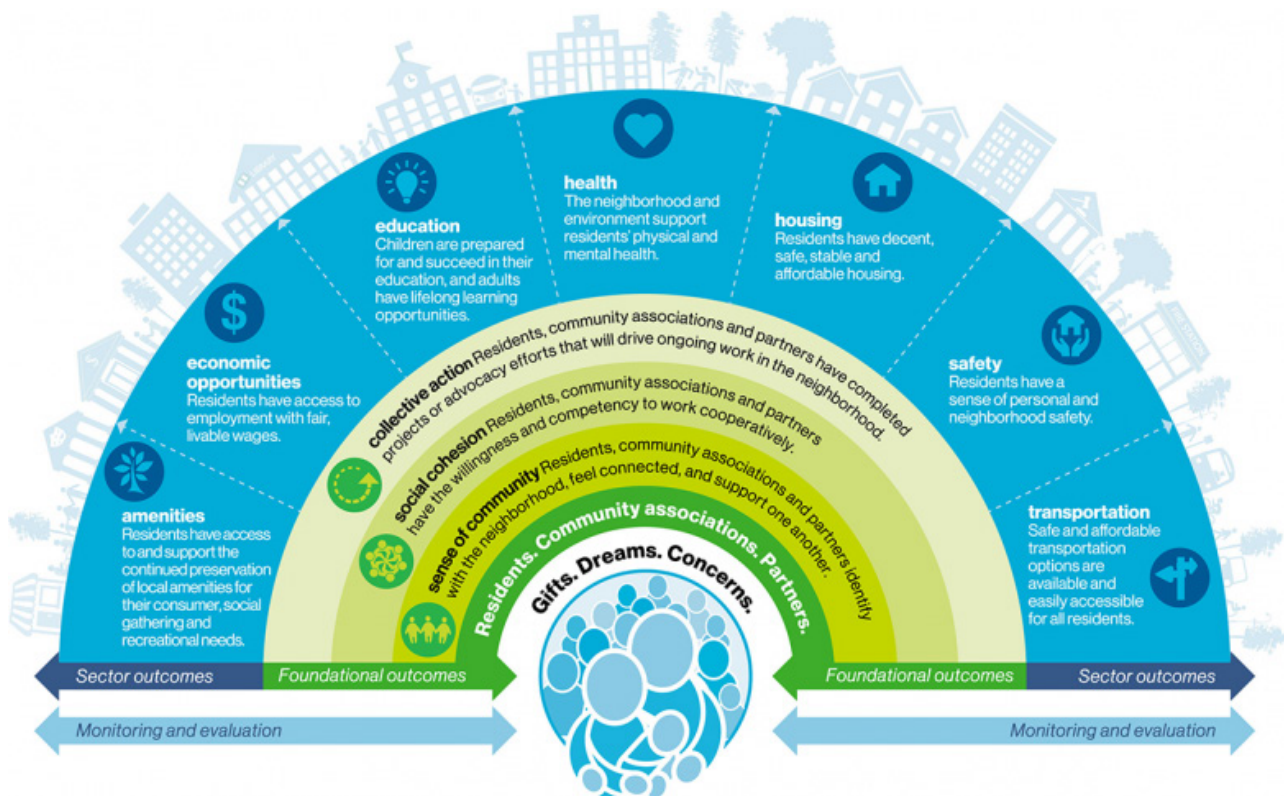 health
The neighborhood and
environment support
residents' physical and
mental health.
education
Children are prepared
for and succeed in their
education, and adults
have lifelong learning
opportunities.
housing
Residents have decent,
safe, stable and
affordable housing.
$
economic
opportunities
Residents have access to
employment with fair,
livable wages.
safety
Residents have a
sense of personal and
neighborhood safety.
amenities
Residents have access
to and support the
continued preservation
of local amenities for
their consumer, social
gathering and
recreational needs.
transportation
Safe and affordable
transportation
options are
available and
easily accessible
for all residents.
collective action Residents, community associations and partners have completed
projects or advocacy efforts that will drive ongoing work in the neighborhood.
social cohesion Residents, community associations and partners
have the willingness and competency to work cooperatively.
sense of community Residents, community associations and partners identify
with the neighborhood, feel connected, and support one another.
Residents. Community associations. Partners.
Gifts. Dreams. Concerns.
Sector outcomes
Foundational outcomes
Foundational outcomes
Sector outcomes
Monitoring and evaluation
Monitoring and evaluation